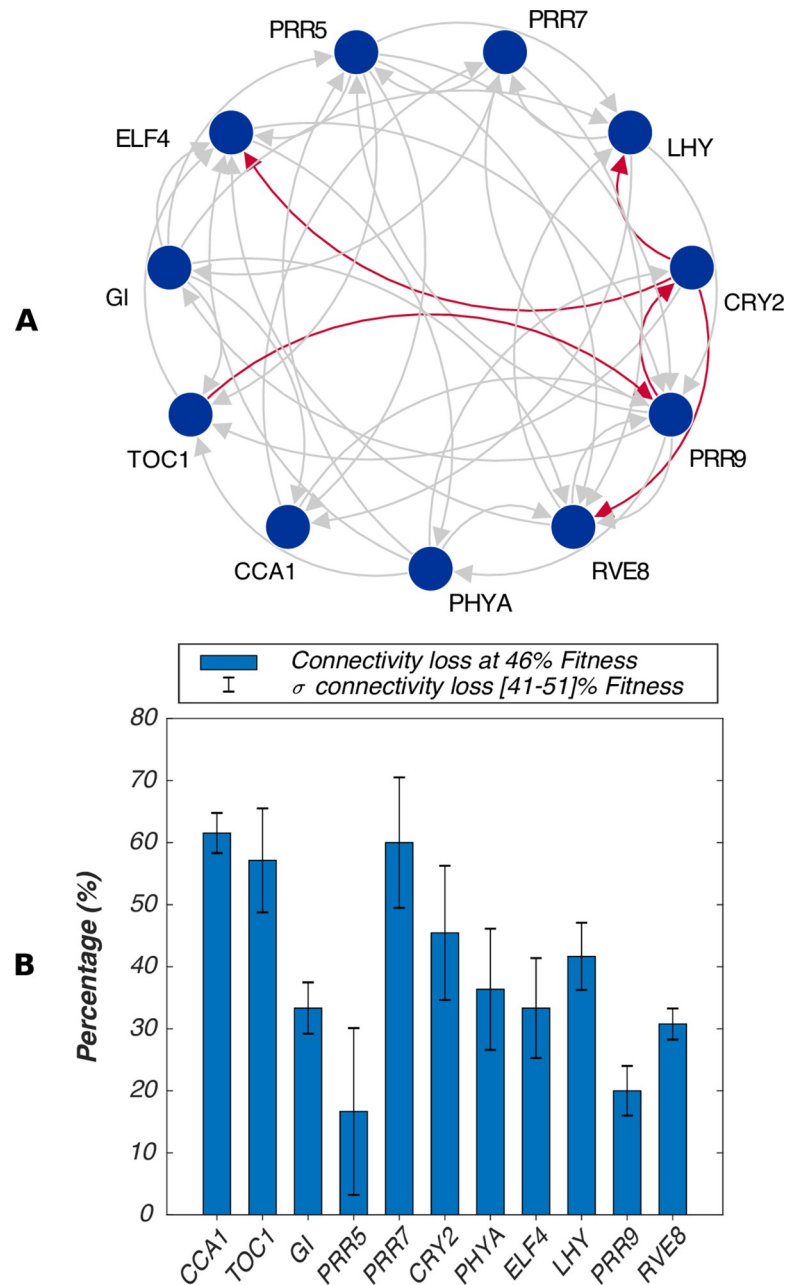 PRR5
PRR7
ELF4
LHY
GI
CRY2
A
TOC1
PRR9
CCA1
RVE8
PHYA
Connectivity loss at 46% Fitness
σ connectivity loss [41-51]% Fitness
80
70
60
50
40
30
20
10
0
Percentage (%)
B
CCA1
TOC1
GI
PRR5
PRR7
CRY2
PHYA
ELF4
LHY
PRR9
RVE8